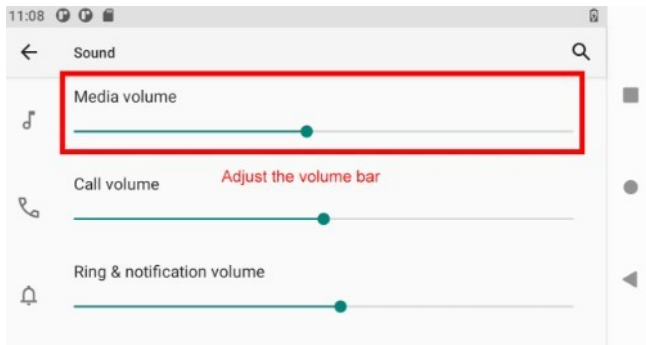 11:08
Sound
Media volume
Call volume
Adjust the volume bar
Ring & notification volume